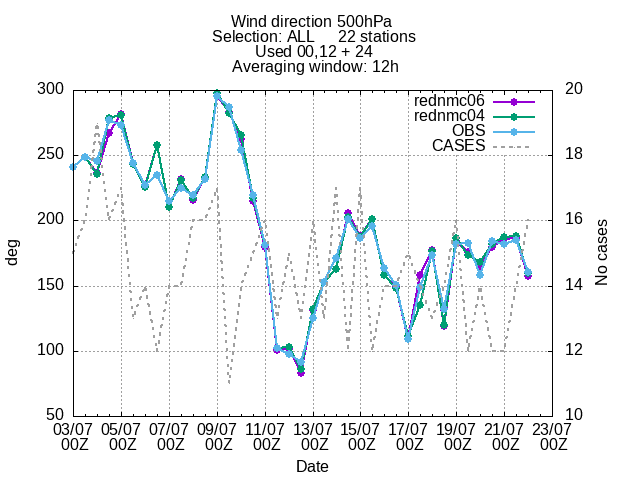 Wind direction 500hPa
Selection: ALL 22 stations
Used 00,12 + 24
Averaging window: 12h
300
250
200
150
100
50
deg
20
18
16
14
12
10
No cases
rednmc06
rednmc04
OBS
CASES
03/07 05/07 07/07 09/07 11/07 13/07 15/07 17/07 19/07 21/07 23/07
00Z 00Z 00Z 00Z 00Z 00Z 00Z 00Z 00Z 00Z 00Z
Date